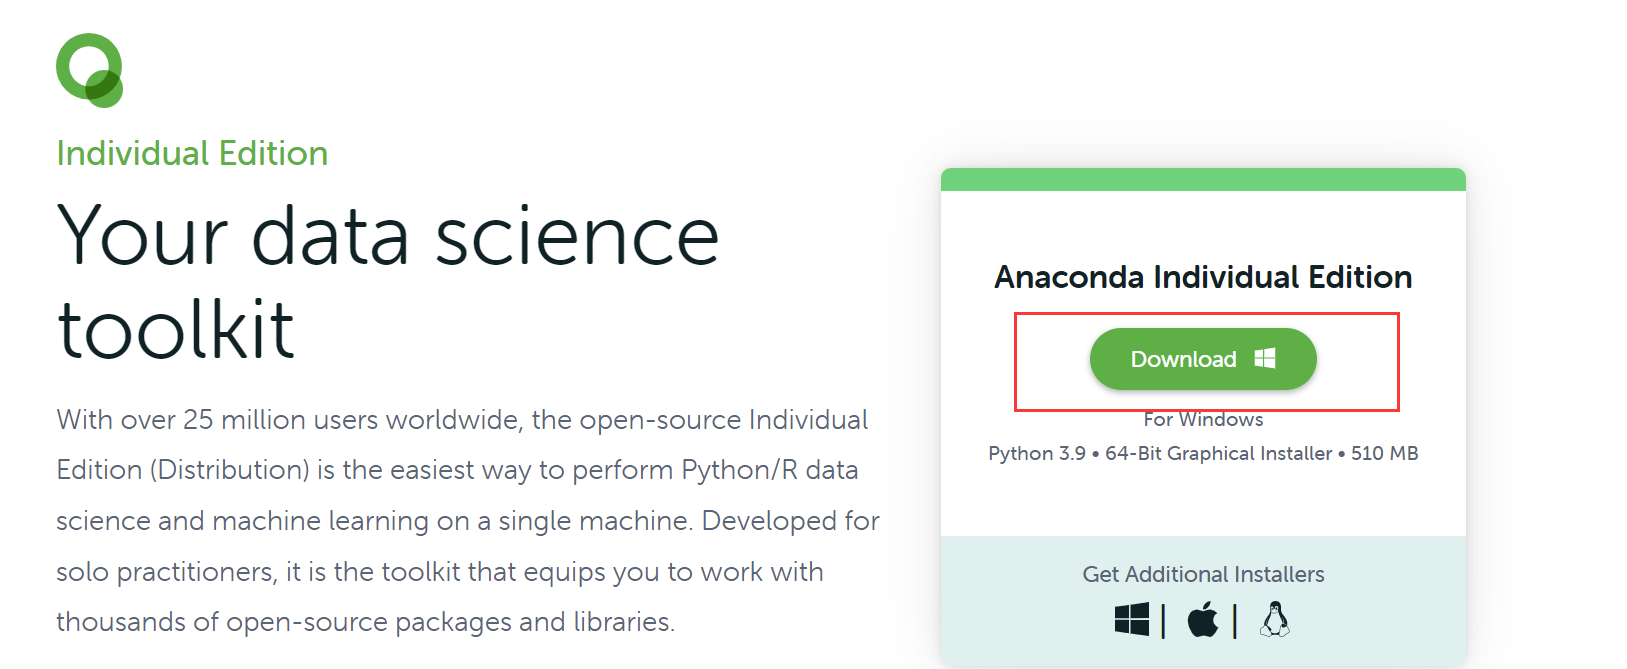 Individual Edition
Your data science
toolkit
With over 25 million users worldwide, the open-source Individual
Edition (Distribution) is the easiest way to perform Python/R data
science and machine learning on a single machine. Developed for
solo practitioners, it is the toolkit that equips you to work with
thousands of open-source packages and libraries.
Anaconda Individual Edition
Download
For Windows
Python 3.9 • 64-Bit Graphical Installer • 510 MB
Get Additional Installers